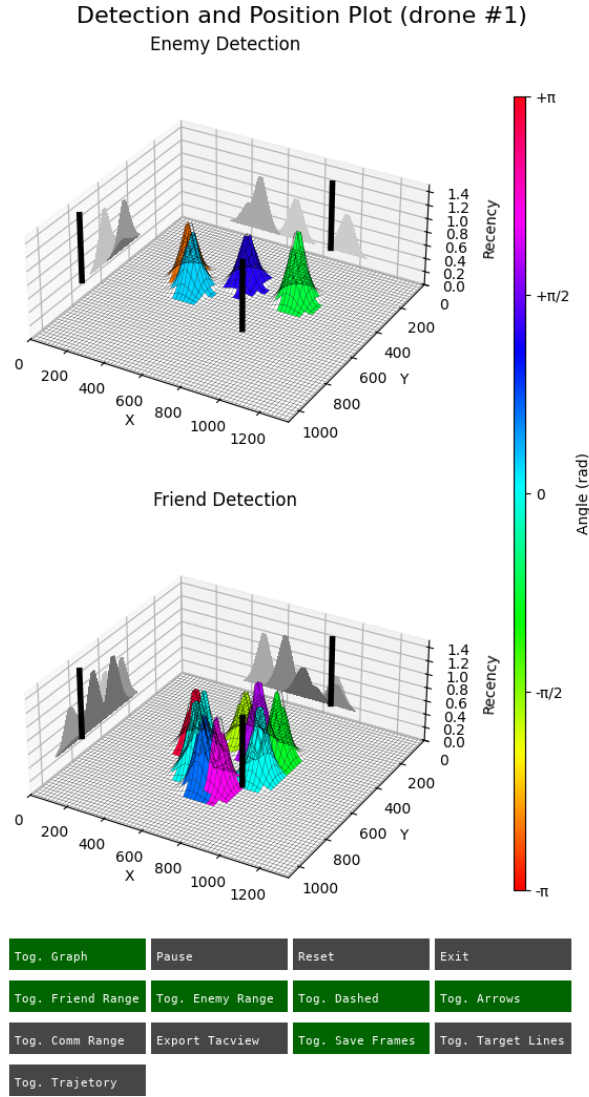 Detection and Position Plot (drone #1)
Enemy Detection
+π
1.4
1.2
1.0
0.8
0.6
0.4
0.2
0.0
Recency
0
200
400
600
800
1000
Y
0
200
400
600
800
1000
1200
X
+π/2
0
-π/2
-π
Angle (rad)
Friend Detection
1.4
1.2
1.0
0.8
0.6
0.4
0.2
0.0
Recency
0
200
400
600
800
1000
Y
0
200
400
600
800
1000
1200
X
Tog. Graph Pause Reset Exit
Tog. Friend Range Tog. Enemy Range Tog. Dashed Tog. Arrows
Tog. Comm Range Export Tacview Tog. Save Frames Tog. Target Lines
Tog. Trajetory